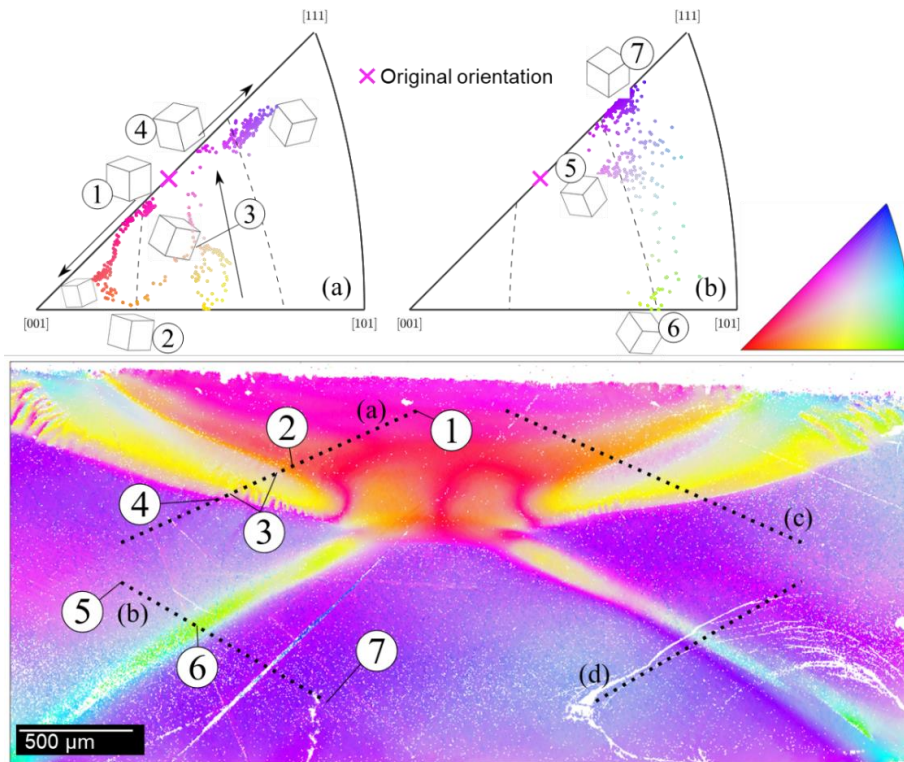 [111]
[111]
7
Original orientation
4
5
1
3
(a)
(b)
[001]
[101]
[001]
[101]
2
6
(a)
1
2
4
3
(c)
5
(b)
6
7
(d)
500 μm